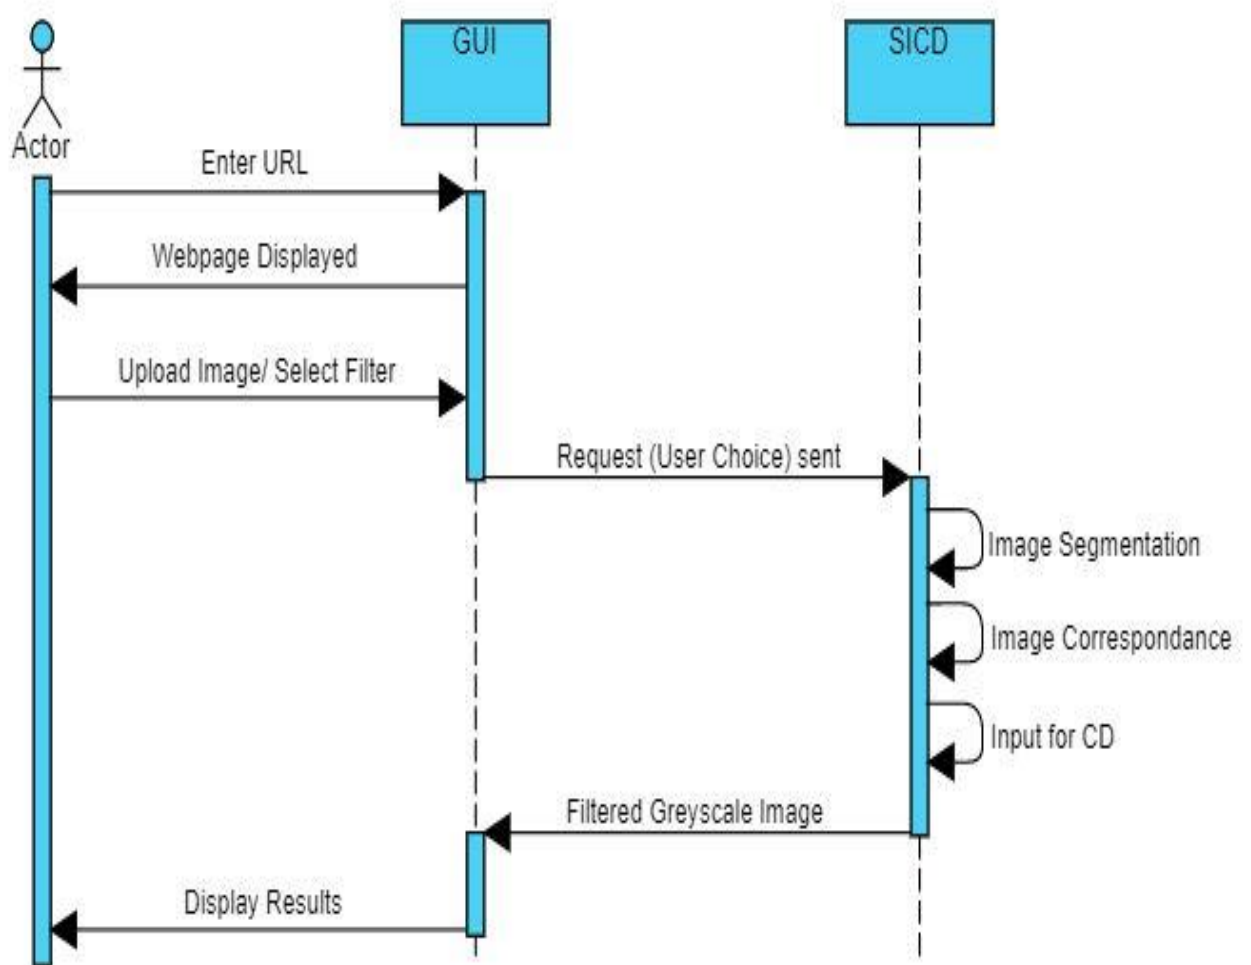 GUI
SICD
Actor
Enter URL
Webpage Displayed
Upload Image/ Select Filter
Request (User Choice) sent
Image Segmentation
Image Correspondance
Input for CD
Filtered Greyscale Image
Display Results